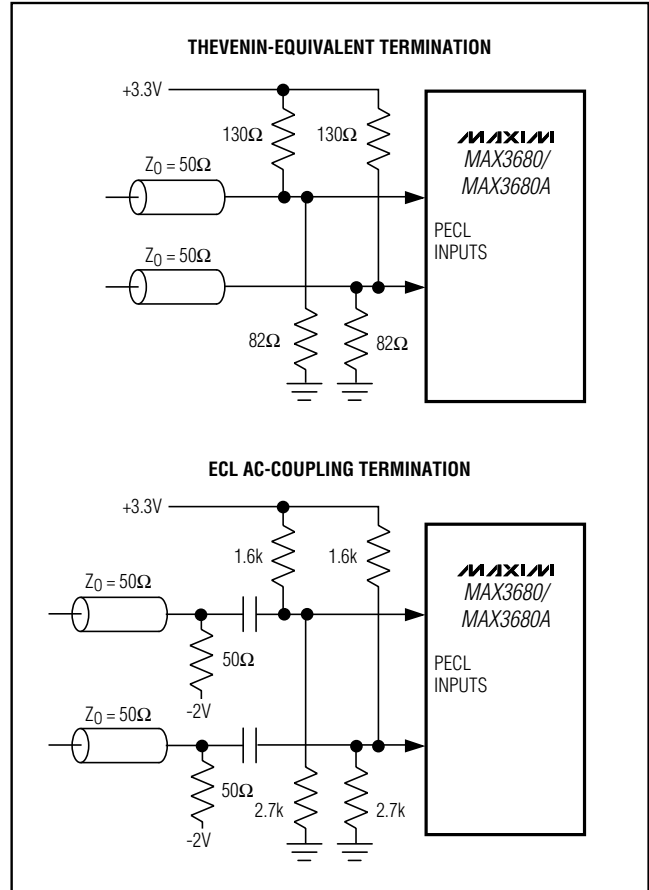 THEVENIN-EQUIVALENT TERMINATION
+3.3V
130Ω 130Ω
MAXIM
MAX3680/
MAX3680A
Z0 = 50Ω
PECL
INPUTS
Z0 = 50Ω
82Ω 82Ω
ECL AC-COUPLING TERMINATION
+3.3V
1.6k 1.6k
MAXIM
MAX3680/
MAX3680A
Z0 = 50Ω
50Ω
PECL
INPUTS
-2V
Z0 = 50Ω
50Ω
2.7k 2.7k
-2V